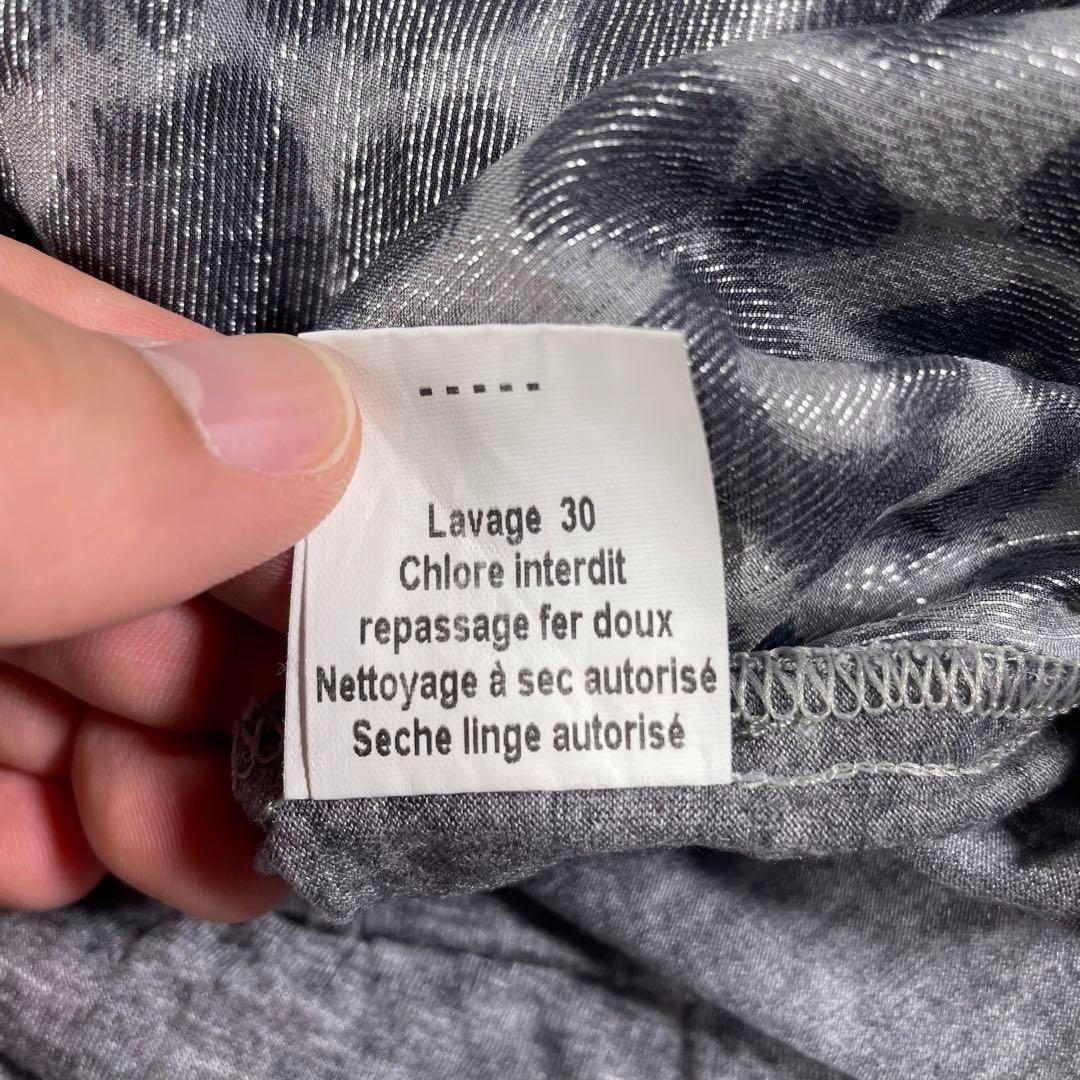 -----
Lavage 30
Chlore interdit
repassage fer doux
Nettoyage à sec autorisé
Seche linge autorisé